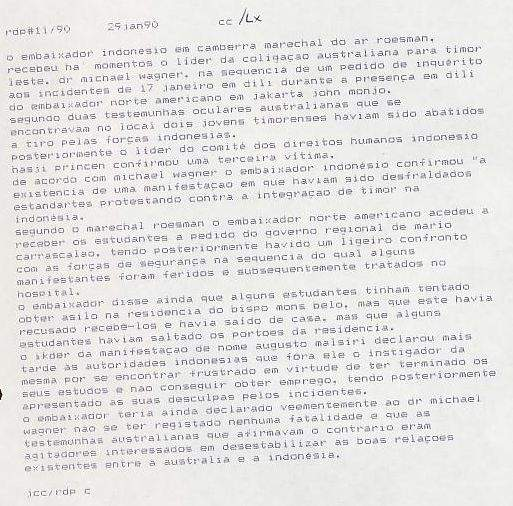 rdp#11/90 29jan90 cc /Lx
o embaixador indonesio em camberra marechal do ar roesman,
recebeu ha' momentos o lider da coligaçao australiana para timor
leste, dr michael wagner, na sequencia de um pedido de inquérito
aos incidentes de 17 janeiro em dili durante a presença em dili
do embaixador norte americano em jakarta john monjo.
segundo duas testemunhas oculares australianas que se
encontravam no local dois jovens timorenses haviam sido abatidos
a tiro pelas forças indonesias.
posteriormente o lider do comité dos direitos humanos indonesio
hasji princen confirmou uma terceira vitima.
de acordo com michael wagner o embaixador indonésio confirmou "a
existencia de uma manifestaçao em que haviam sido desfraldados
estandartes protestando contra a integraçao de timor na
indonésia.
segundo o marechal roesman o embaixador norte americano acedeu a
receber os estudantes a pedido do governo regional de mario
carrascalao, tendo posteriormente havido um ligeiro confronto
com as forças de segurança na sequencia do qual alguns
manifestantes foram feridos e subsequentemente tratados no
hospital.
o embaixador disse ainda que alguns estudantes tinham tentado
obter asilo na residencia do bispo mons belo, mas que este havia
recusado recebe-los e havia saido de casa, mas que alguns
estudantes haviam saltado os portoes da residencia.
o lider da manifestaçao de nome augusto malsiri declarou mais
tarde às autoridades indonesias que fora ele o instigador da
mesma por se encontrar frustrado em virtude de ter terminado os
seus estudos e nao conseguir obter emprego, tendo posteriormente
apresentado as suas desculpas pelos incidentes.
o embaixador teria ainda declarado veementemente ao dr michael
wagner nao se ter registado nenhuma fatalidade e que as
testemunhas australianas que afirmavam o contrario eram
agitadores interessados em desestabilizar as boas relaçoes
existentes entre a australia e a indonésia.
jcc/rdp C